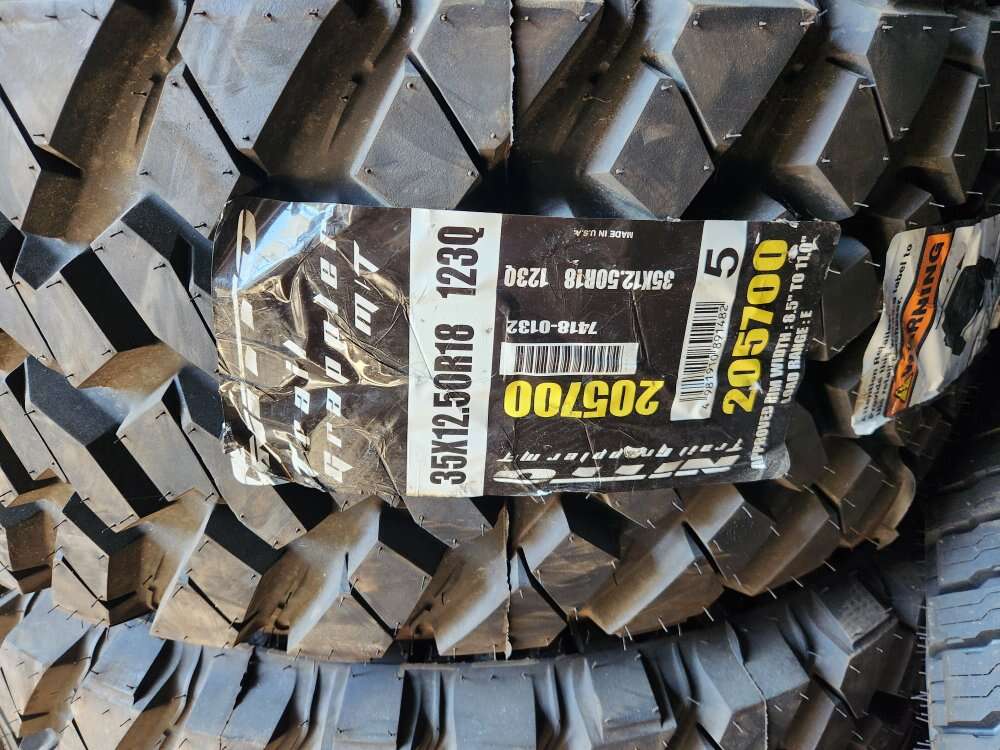 NITTO
Trail
Grappler
M/T
35X12.50R18 123Q
MADE IN U.S.A.
35X12.50R18 123Q
7418-0132
205700
5
205700
APPROVED RIM WIDTH : 8.5" TO 11.0"
LOAD RANGE : E
NITTO
Trail Grappler M/T
WARNING